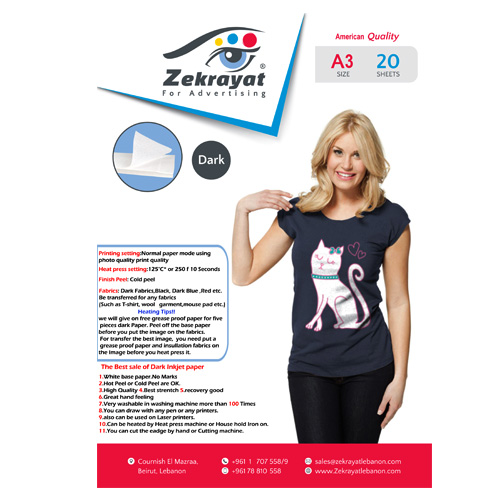 American Quality
A3
SIZE
20
SHEETS
Zekrayat®
For Advertising
Dark
Printing setting:Normal paper mode using
photo quality print quality
Heat press setting:125°C° or 250 f 10 Seconds
Finish Peel: Cold peel
Fabrics: Dark Fabrics,Black, Dark Blue ,Red etc.
Be transferred for any fabrics
(Such as T-shirt, wool garment,mouse pad etc.)
Heating Tips!!
we will give on free grease proof paper for five
pieces dark Paper. Peel off the base paper
before you put the image on the fabrics.
For transfer the best image, you need put a
grease proof paper and insullation fabrics on
the Image before you heat press it.
The Best sale of Dark Inkjet paper
1.White base paper.No Marks
2.Hot Peel or Cold Peel are OK.
3.High Quality 4.Best strentch 5.recovery good
6.Great hand feeling
7.Very washable in washing machine more than 100 Times
8.You can draw with any pen or any printers.
9.also can be used on Laser printers.
10.Can be heated by Heat press machine or House hold Iron on.
11.You can cut the eadge by hand or Cutting machine.
Cournish El Mazraa,
Beirut, Lebanon
+961 1 707 558/9
+961 78 810 558
sales@zekrayatlebanon.com
www.Zekrayatlebanon.com